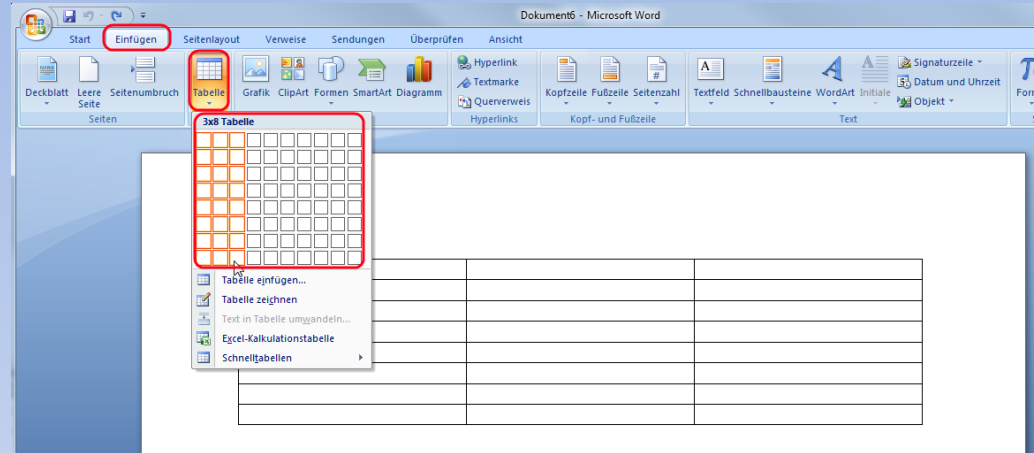 Dokument6 - Microsoft Word
Start Einfügen Seitenlayout Verweise Sendungen Überprüfen Ansicht
Deckblatt Leere Seite Seitenumbruch
Seiten
Tabelle
Grafik ClipArt Formen SmartArt Diagramm
Hyperlink
Textmarke
Querverweis
Hyperlinks
Kopfzeile Fußzeile Seitenzahl
Kopf- und Fußzeile
Textfeld Schnellbausteine WordArt Initiale
Signaturzeile
Datum und Uhrzeit
Objekt
Text
3x8 Tabelle
Tabelle einfügen...
Tabelle zeichnen
Text in Tabelle umwandeln...
Excel-Kalkulationstabelle
Schnelltabellen